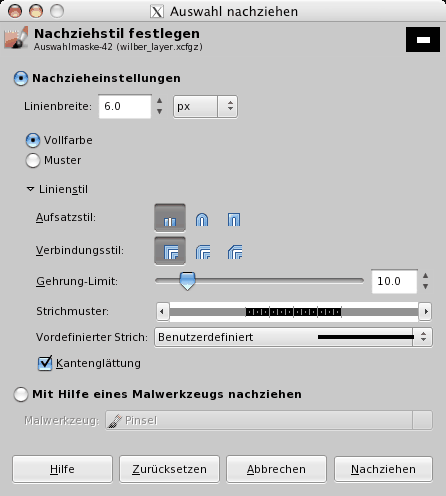 Auswahl nachziehen
Nachziehstil festlegen
Auswahlmaske-42 (wilber_layer.xcfgz)
Nachzieheinstellungen
Linienbreite: 6.0 px
Vollfarbe
Muster
Linienstil
Aufsatzstil:
Verbindungsstil:
Gehrung-Limit: 10.0
Strichmuster:
Vordefinierter Strich: Benutzerdefiniert
Kantenglättung
Mit Hilfe eines Malwerkzeugs nachziehen
Malwerkzeug: Pinsel
Hilfe Zurücksetzen Abbrechen Nachziehen